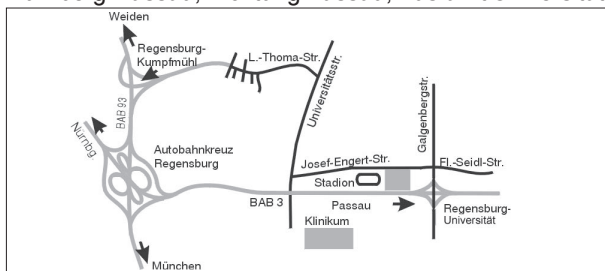 Weiden
Regensburg-
Kumpfmühl
L.-Thoma-Str.
Universitätsstr.
Galgenbergstr.
BAB 93
Nürnbg.
Autobahnkreuz
Regensburg
Josef-Engert-Str.
Fl.-Seidl-Str.
Stadion
BAB 3
Passau
Regensburg-
Universität
Klinikum
München